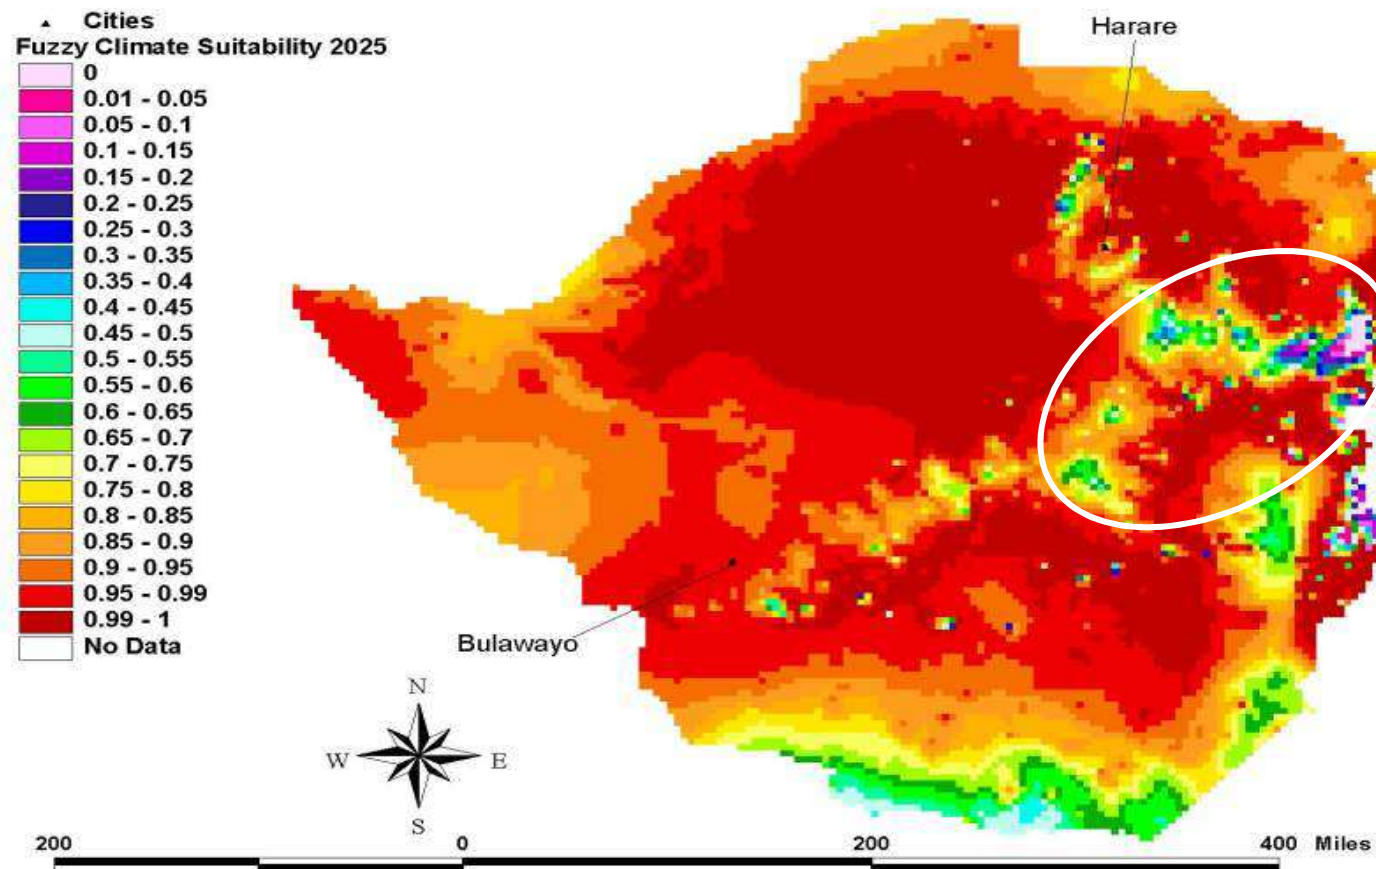 Cities
Fuzzy Climate Suitability 2025
0
0.01 - 0.05
0.05 - 0.1
0.1 - 0.15
0.15 - 0.2
0.2 - 0.25
0.25 - 0.3
0.3 - 0.35
0.35 - 0.4
0.4 - 0.45
0.45 - 0.5
0.5 - 0.55
0.55 - 0.6
0.6 - 0.65
0.65 - 0.7
0.7 - 0.75
0.75 - 0.8
0.8 - 0.85
0.85 - 0.9
0.9 - 0.95
0.95 - 0.99
0.99 - 1
No Data
Harare
Bulawayo
N
W E
S
200 0 200 400 Miles